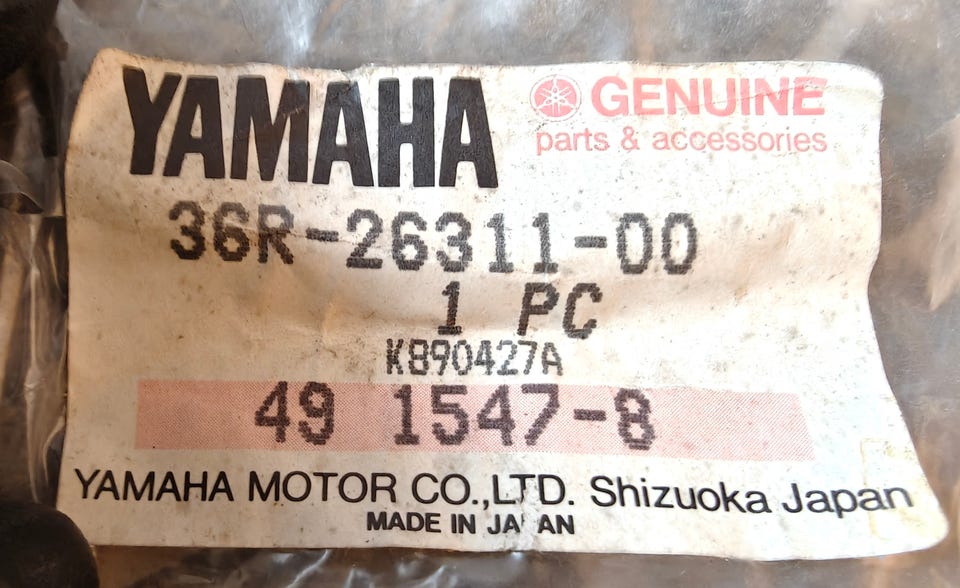 YAMAHA
GENUINE
parts & accessories
36R-26311-00
1 PC
K890427A
49 1547-8
YAMAHA MOTOR CO.,LTD. Shizuoka Japan
MADE IN JAPAN